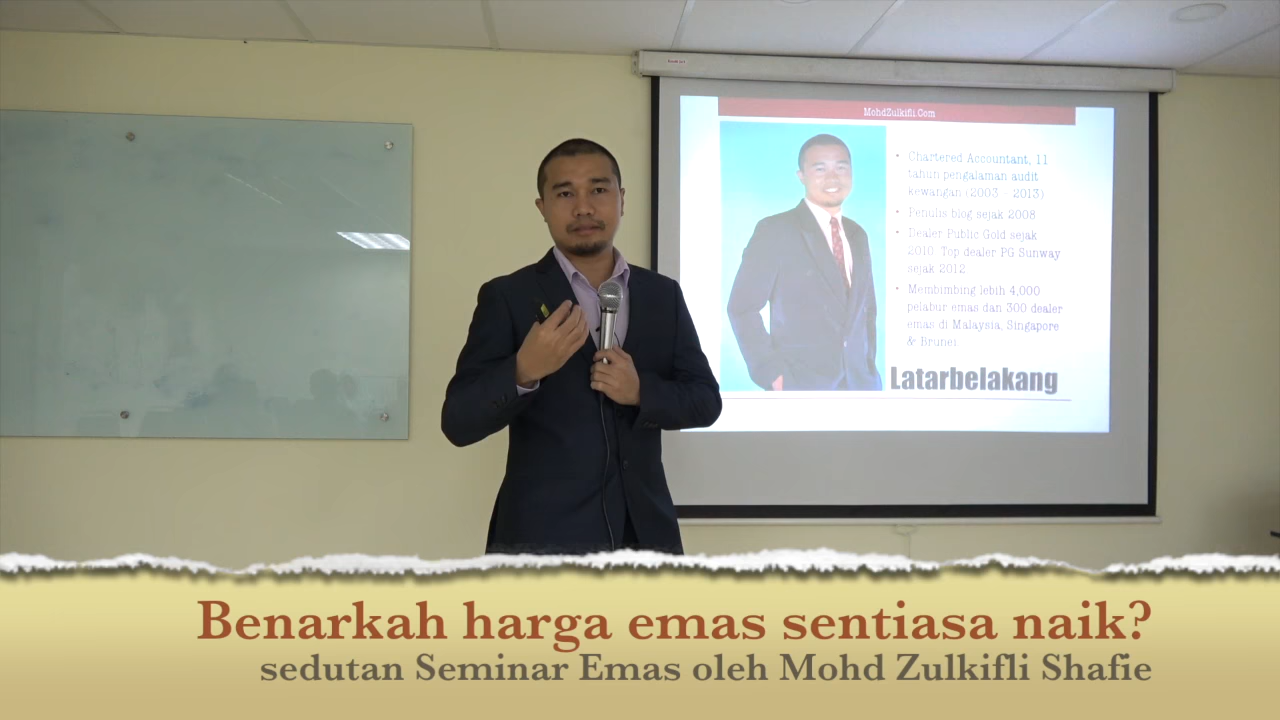 MohdZulkifli.Com
• Chartered Accountant, 11
tahun pengalaman audit
kewangan (2003 - 2013)
• Penulis blog sejak 2008
• Dealer Public Gold sejak
2010. Top dealer PG Sunway
sejak 2012
• Membimbing lebih 4,000
pelabur emas dan 300 dealer
emas di Malaysia, Singapore
& Brunei
Latarbelakang
Benarkah harga emas sentiasa naik?
sedutan Seminar Emas oleh Mohd Zulkifli Shafie